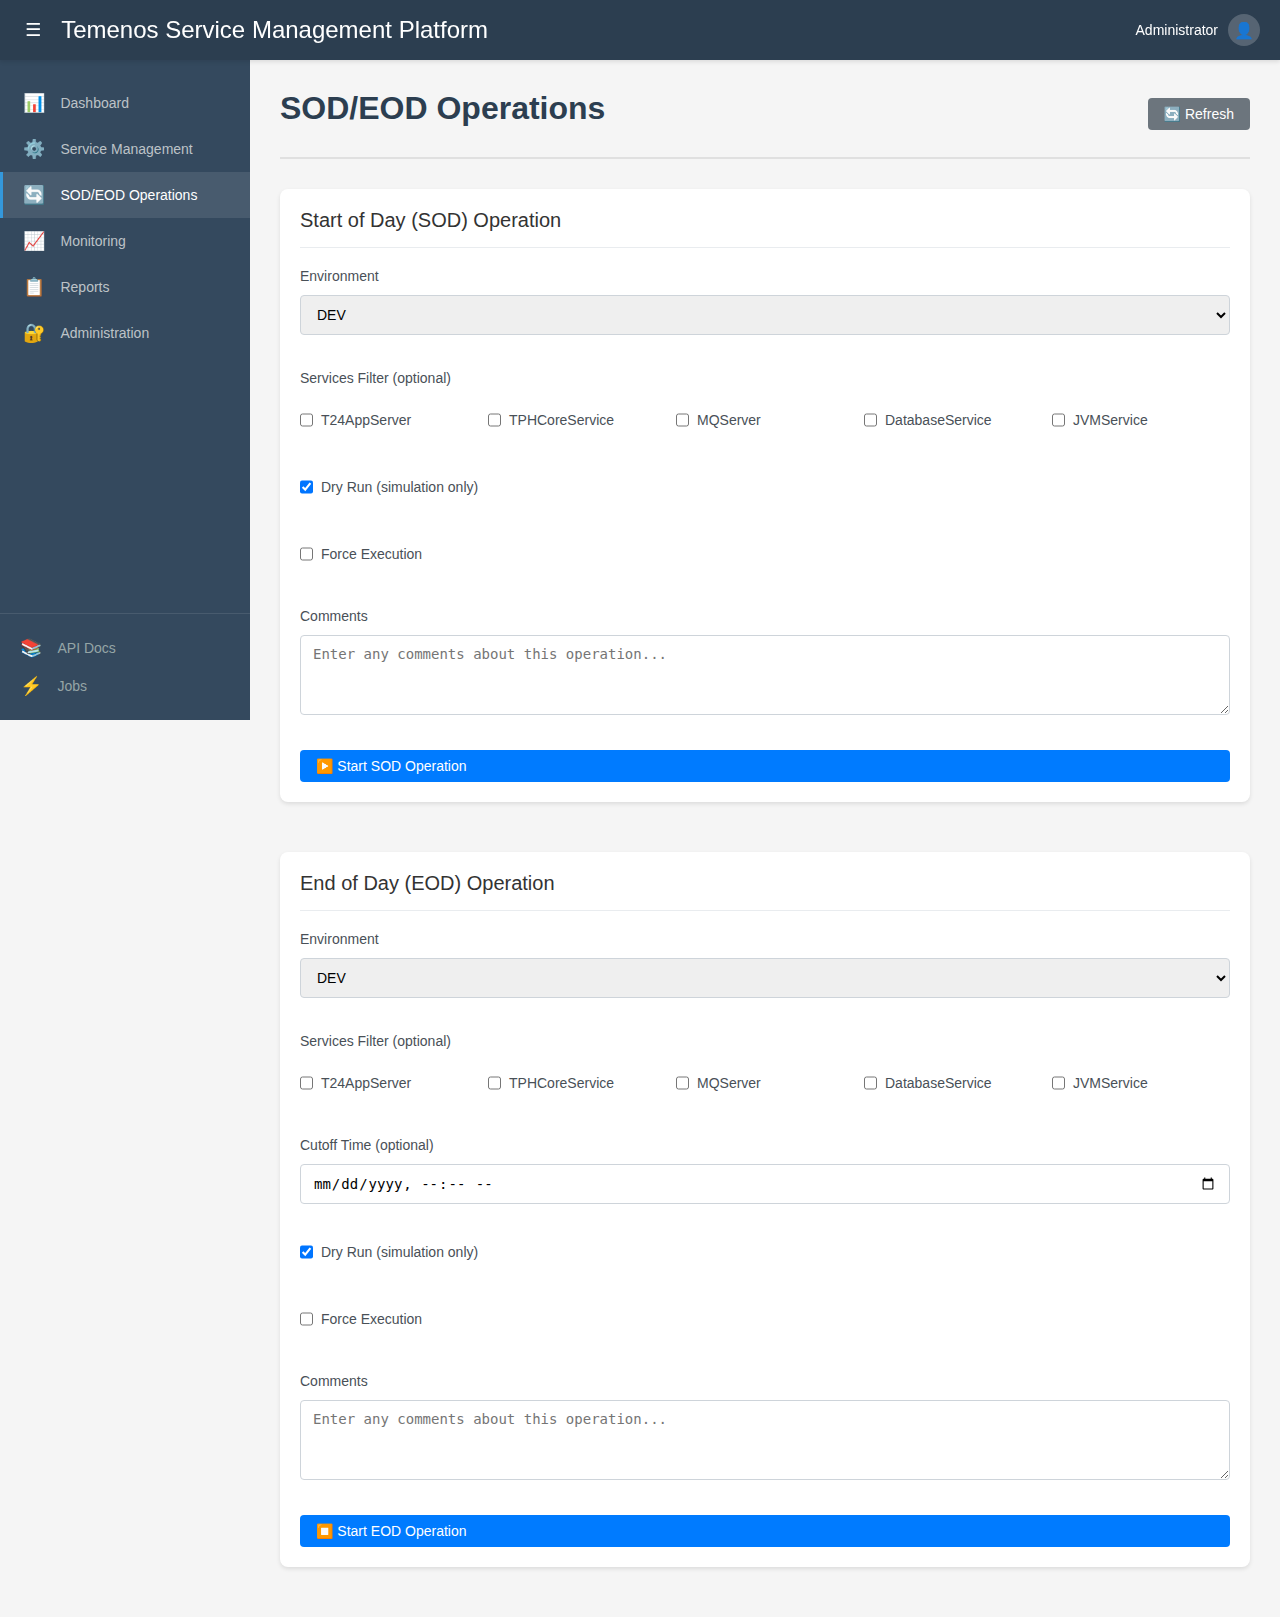 Temenos Service Management Platform
Administrator
Dashboard
Service Management
SOD/EOD Operations
Monitoring
Reports
Administration
API Docs
Jobs
SOD/EOD Operations
Refresh
Start of Day (SOD) Operation
Environment
DEV
Services Filter (optional)
T24AppServer TPHCoreService MQServer DatabaseService JVMService
Dry Run (simulation only)
Force Execution
Comments
Enter any comments about this operation...
Start SOD Operation
End of Day (EOD) Operation
Environment
DEV
Services Filter (optional)
T24AppServer TPHCoreService MQServer DatabaseService JVMService
Cutoff Time (optional)
mm/dd/yyyy, --:-- --
Dry Run (simulation only)
Force Execution
Comments
Enter any comments about this operation...
Start EOD Operation